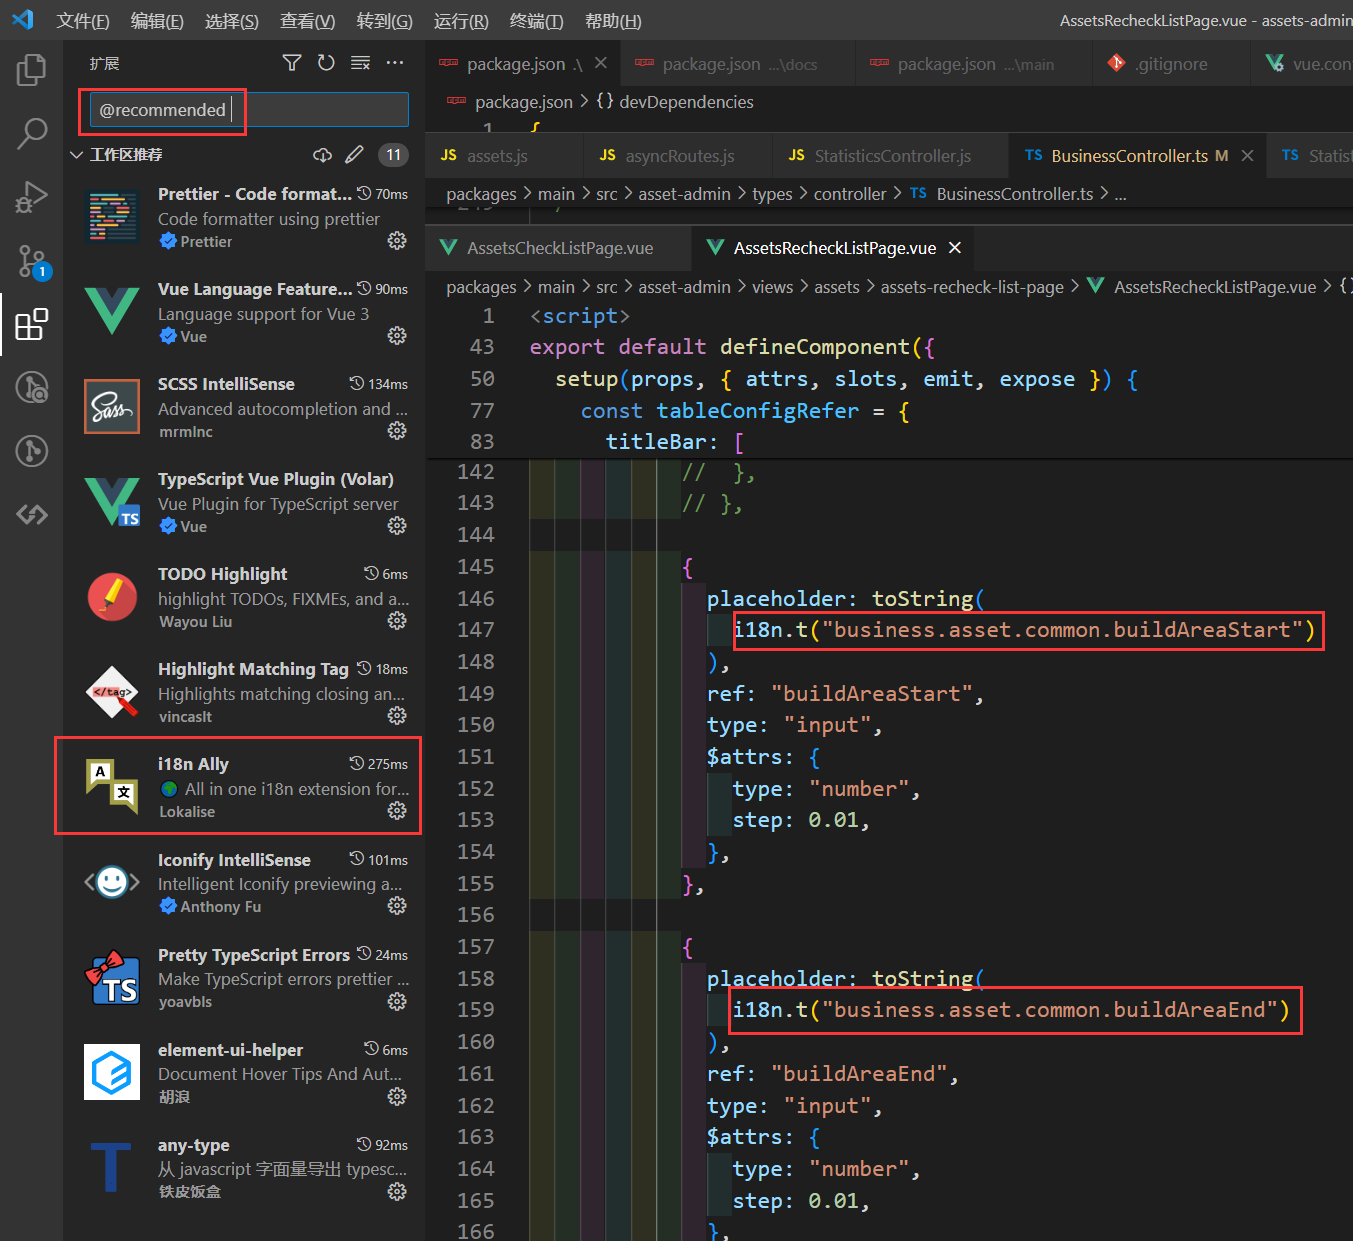 文件(F) 编辑(E) 选择(S) 查看(V) 转到(G) 运行(R) 终端(T) 帮助(H) AssetsRecheckListPage.vue - assets-admin
扩展
@recommended
工作区推荐 11
Prettier - Code format... 70ms
Code formatter using prettier
Prettier
Vue Language Feature... 90ms
Language support for Vue 3
Vue
SCSS IntelliSense 134ms
Advanced autocompletion and ...
mrmlnc
Sass
TypeScript Vue Plugin (Volar)
Vue Plugin for TypeScript server
Vue
TS
TODO Highlight 6ms
highlight TODOs, FIXMEs, and a...
Wayou Liu
Highlight Matching Tag 18ms
Highlights matching closing an...
vincaslt
</tag>
i18n Ally 275ms
All in one i18n extension for...
Lokalise
A
文
Iconify IntelliSense 101ms
Intelligent Iconify previewing a...
Anthony Fu
Pretty TypeScript Errors 24ms
Make TypeScript errors prettier ...
yoavbls
TS
element-ui-helper 6ms
Document Hover Tips And Aut...
胡浪
any-type 92ms
从 javascript 字面量导出 typesc...
铁皮饭盒
T
1
package.json .\ package.json ...\docs package.json ...\main .gitignore vue.con
package.json > {} devDependencies
1 {
JS assets.js JS asyncRoutes.js JS StatisticsController.js TS BusinessController.ts M TS Statist
packages > main > src > asset-admin > types > controller > TS BusinessController.ts > ...
AssetsCheckListPage.vue AssetsRecheckListPage.vue
packages > main > src > asset-admin > views > assets > assets-recheck-list-page > AssetsRecheckListPage.vue > {}
1 <script>
43 export default defineComponent({
50 setup(props, { attrs, slots, emit, expose }) {
77 const tableConfigRefer = {
83 titleBar: [
142 // },
143 // },
144
145 {
146 placeholder: toString(
147 i18n.t("business.asset.common.buildAreaStart")
148 ),
149 ref: "buildAreaStart",
150 type: "input",
151 $attrs: {
152 type: "number",
153 step: 0.01,
154 },
155 },
156
157 {
158 placeholder: toString(
159 i18n.t("business.asset.common.buildAreaEnd")
160 ),
161 ref: "buildAreaEnd",
162 type: "input",
163 $attrs: {
164 type: "number",
165 step: 0.01,
166 },